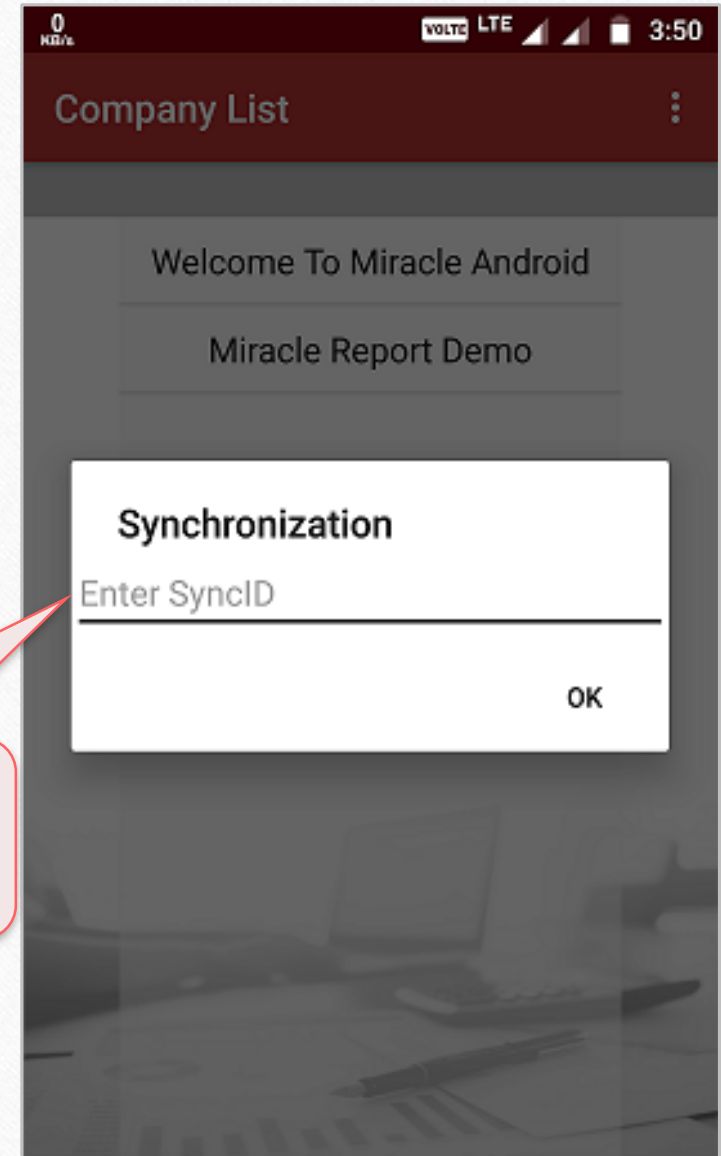 0
KB/s
VOLTE LTE 3:50
Company List
Welcome To Miracle Android
Miracle Report Demo
Synchronization
Enter SyncID
OK